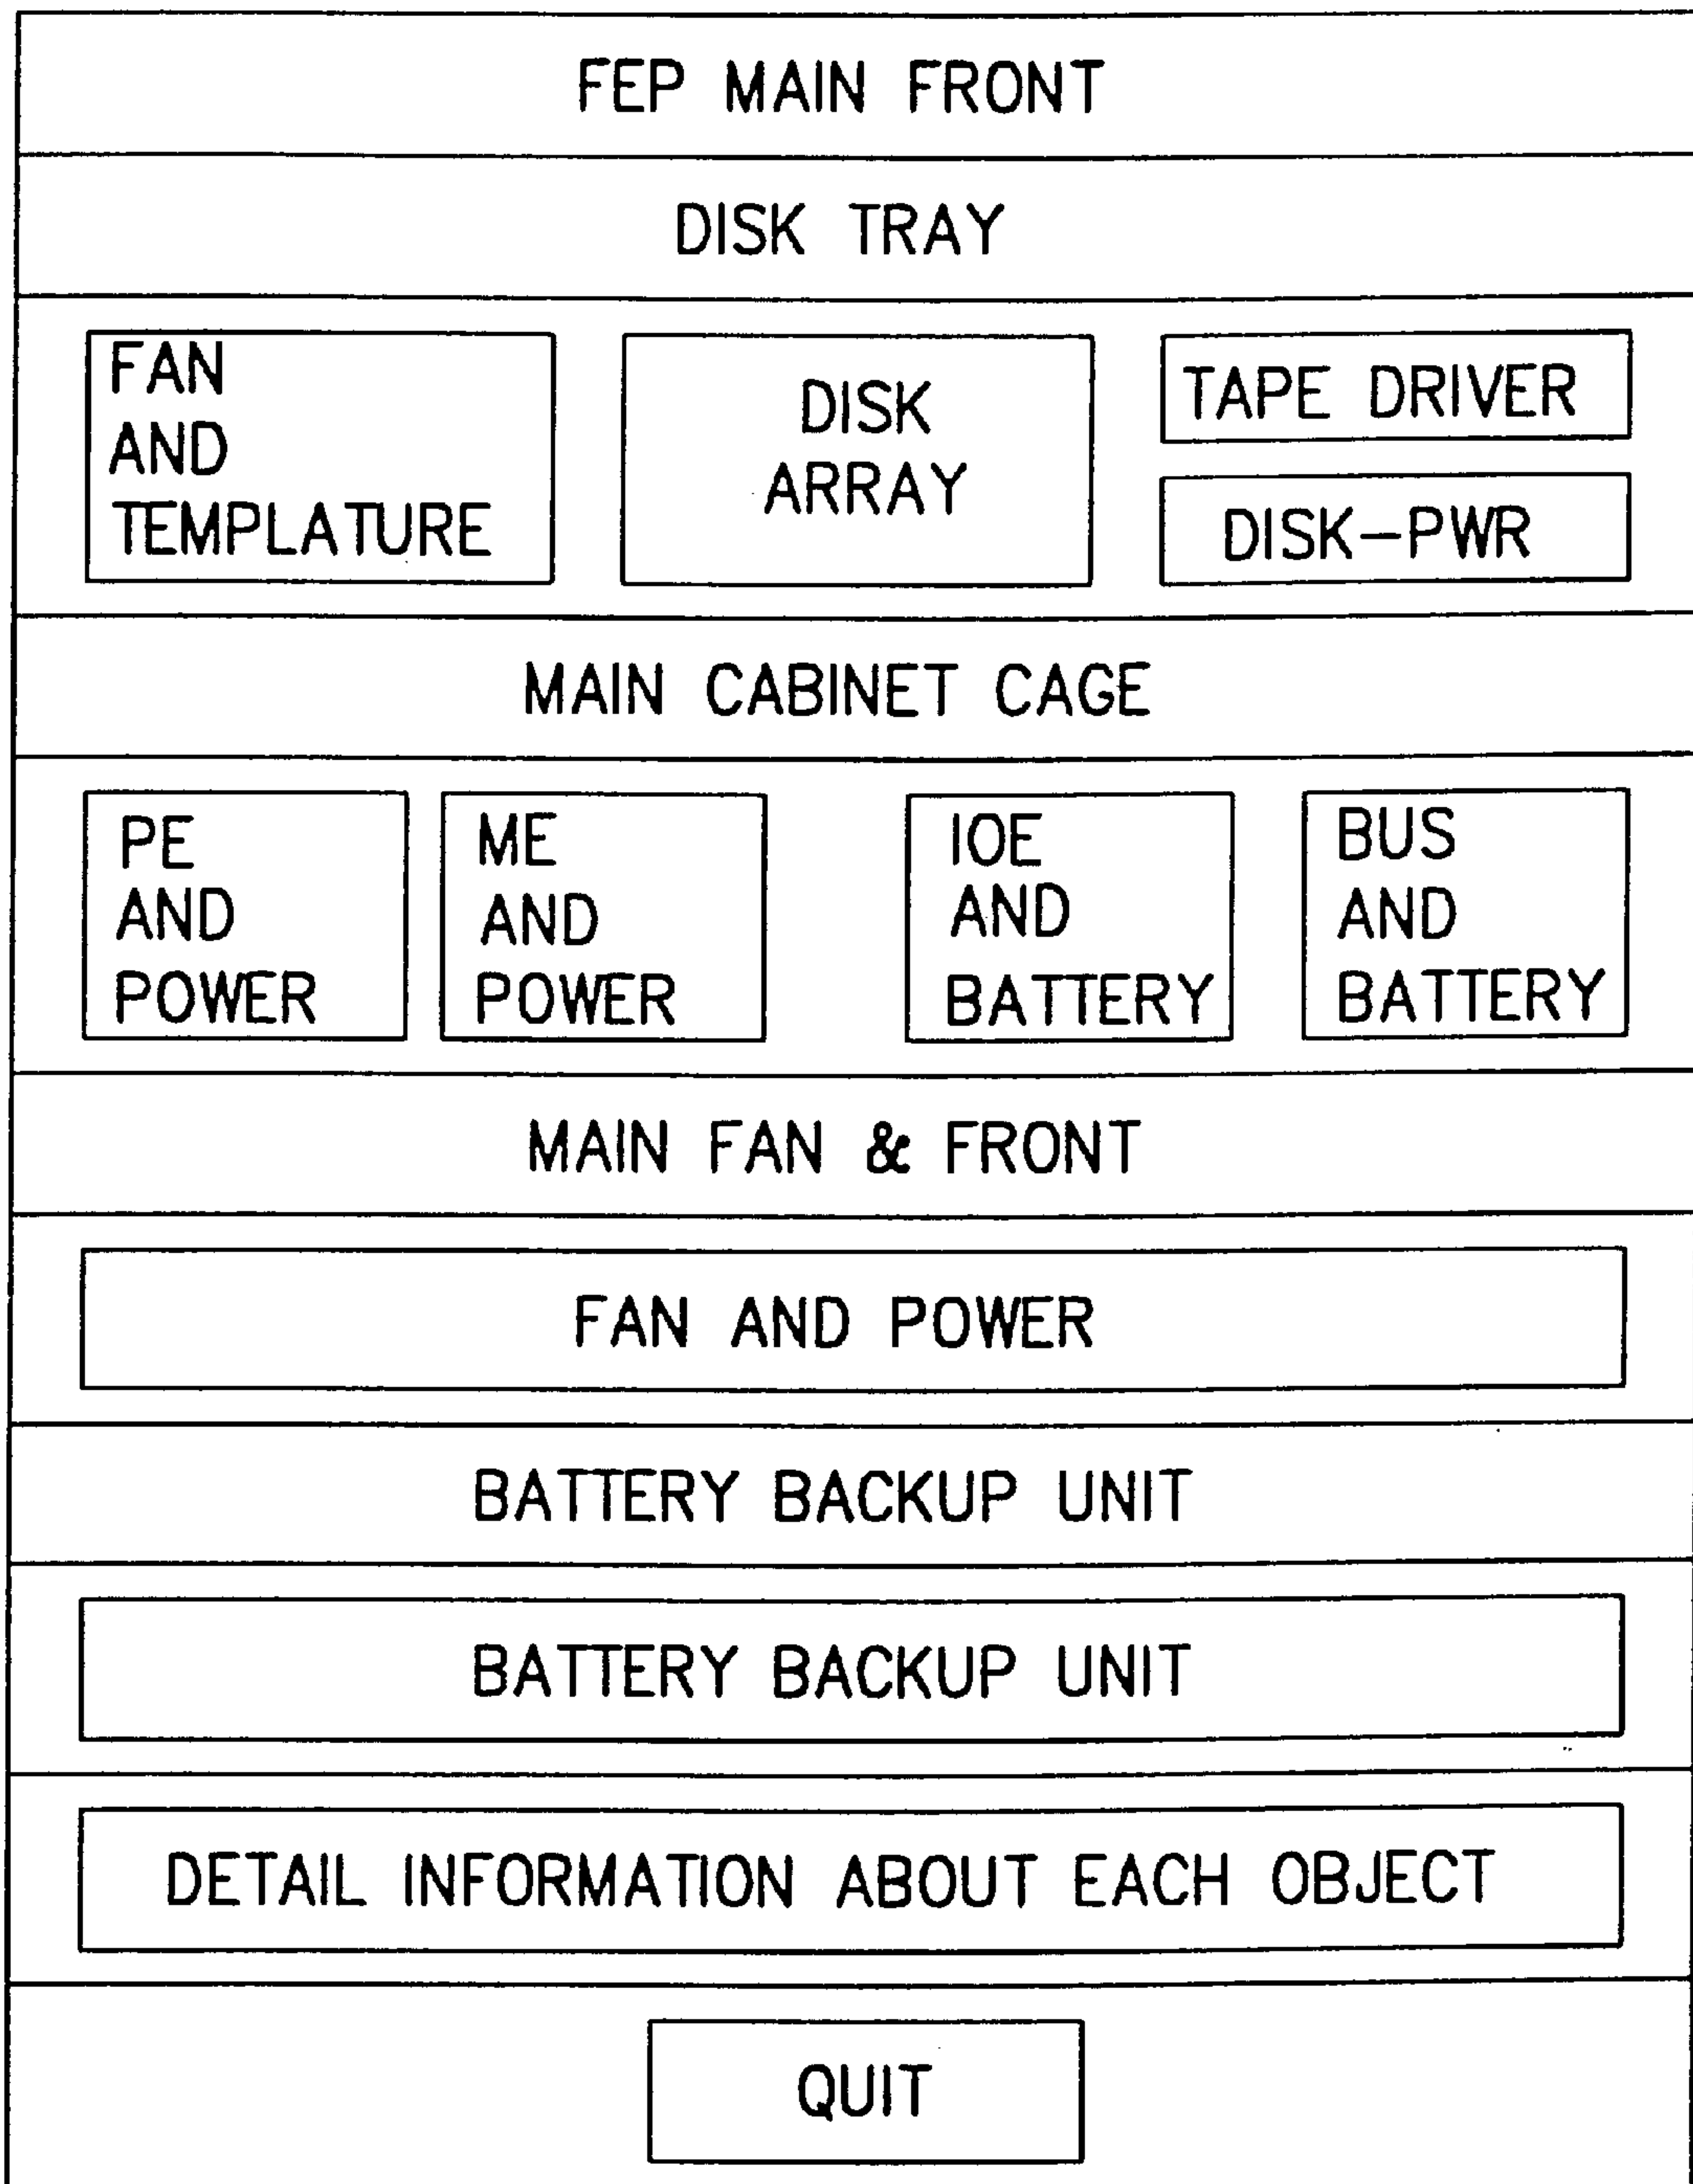 FEP MAIN FRONT
DISK TRAY
FAN
AND
TEMPLATURE
DISK
ARRAY
TAPE DRIVER
DISK-PWR
MAIN CABINET CAGE
PE
AND
POWER
ME
AND
POWER
IOE
AND
BATTERY
BUS
AND
BATTERY
MAIN FAN & FRONT
FAN AND POWER
BATTERY BACKUP UNIT
BATTERY BACKUP UNIT
DETAIL INFORMATION ABOUT EACH OBJECT
QUIT